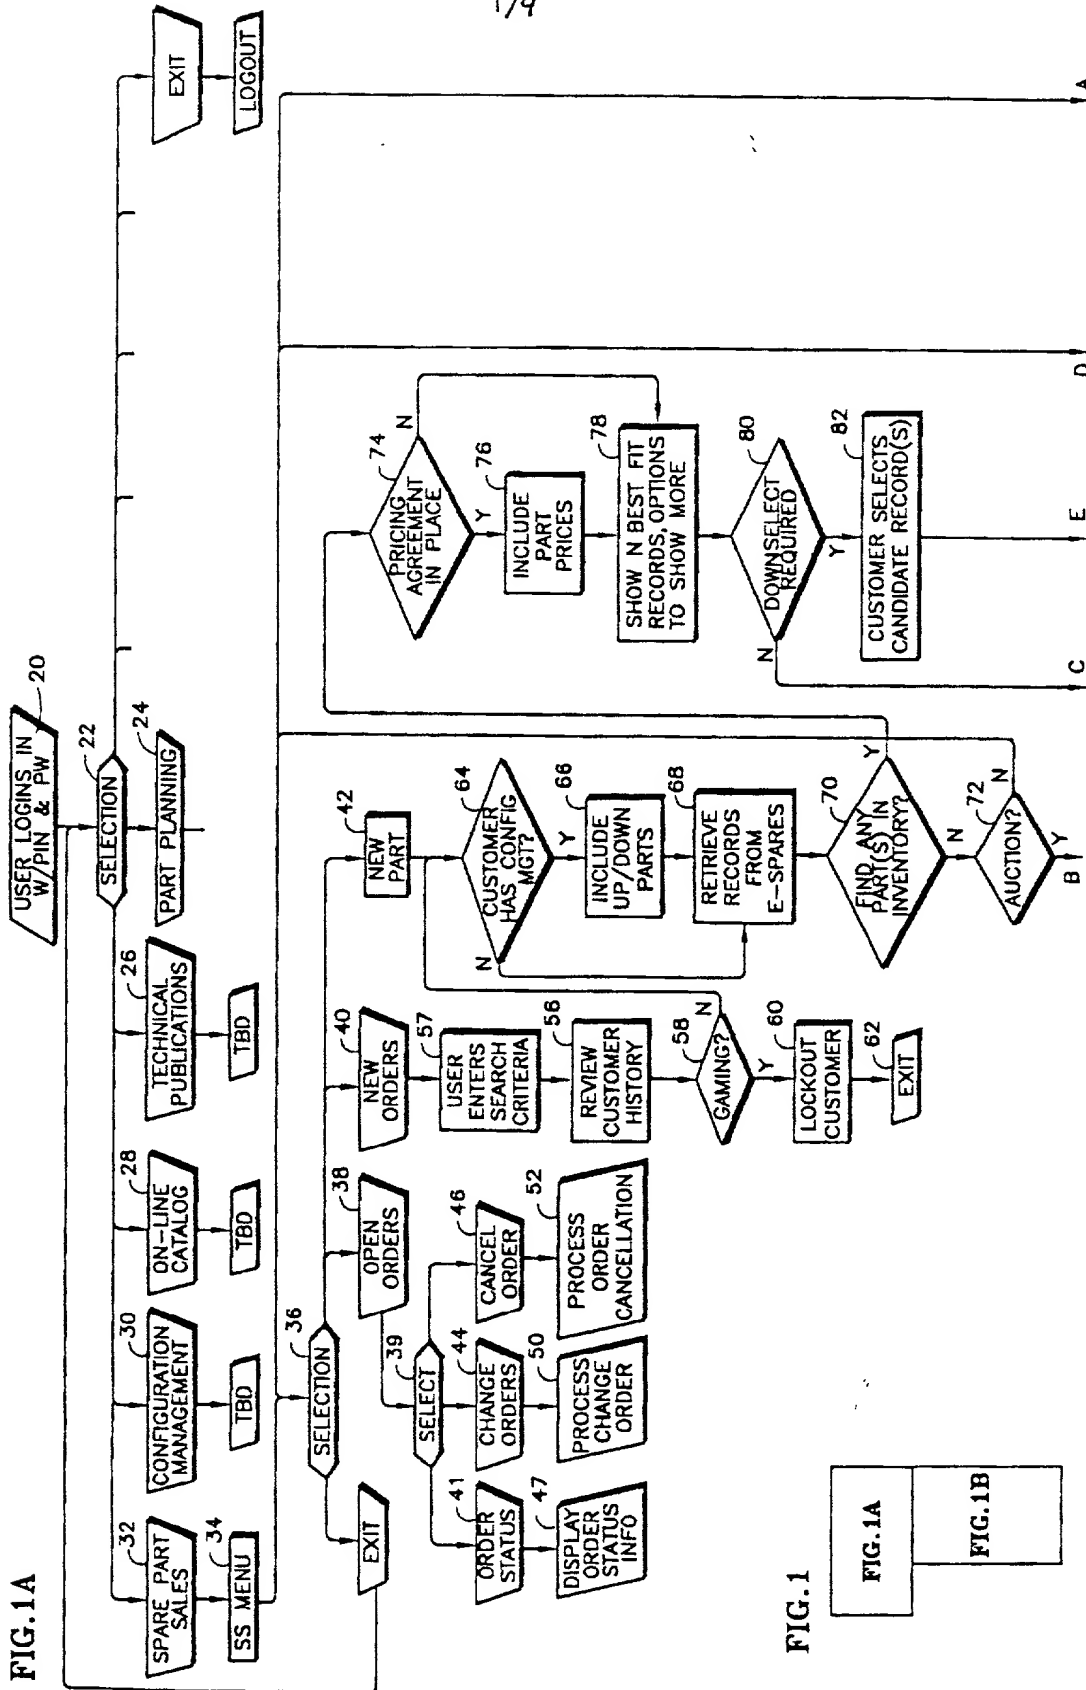 1/9
FIG.1A
USER LOGINS IN
W/PIN & PW
20
SELECTION
22
SPARE PART
SALES
32
CONFIGURATION
MANAGEMENT
30
ON-LINE
CATALOG
28
TECHNICAL
PUBLICATIONS
26
PART PLANNING
24
EXIT
SS MENU
34
TBD
TBD
TBD
LOGOUT
SELECTION
36
EXIT
OPEN
ORDERS
38
NEW
ORDERS
40
NEW
PART
42
SELECT
39
ORDER
STATUS
41
CHANGE
ORDERS
44
CANCEL
ORDER
46
DISPLAY
ORDER
STATUS
INFO
47
PROCESS
CHANGE
ORDER
50
PROCESS
ORDER
CANCELLATION
52
USER
ENTERS
SEARCH
CRITERIA
57
REVIEW
CUSTOMER
HISTORY
56
GAMING?
58
N
Y
LOCKOUT
CUSTOMER
60
EXIT
62
CUSTOMER
HAS CONFIG
MGT?
64
N
Y
INCLUDE
UP/DOWN
PARTS
66
RETRIEVE
RECORDS
FROM
E-SPARES
68
FIND ANY
PART(S) IN
INVENTORY?
70
Y
N
AUCTION?
72
N
Y
B
PRICING
AGREEMENT
IN PLACE
74
N
Y
INCLUDE
PART
PRICES
76
SHOW N BEST FIT
RECORDS, OPTIONS
TO SHOW MORE
78
DOWNSELECT
REQUIRED
80
N
Y
CUSTOMER SELECTS
CANDIDATE RECORD(S)
82
C
E
D
A
FIG.1
FIG.1A
FIG.1B